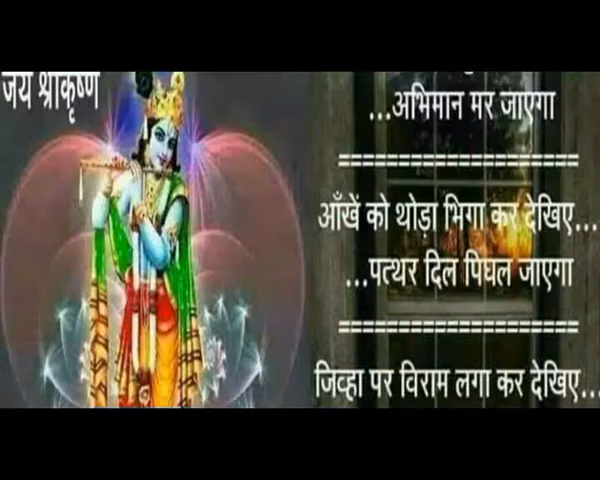 जय श्रीकृष्ण
...अभिमान मर जाएगा
====================
आँखें को थोड़ा भिगा कर देखिए...
...पत्थर दिल पिघल जाएगा
====================
जिव्हा पर विराम लगा कर देखिए...